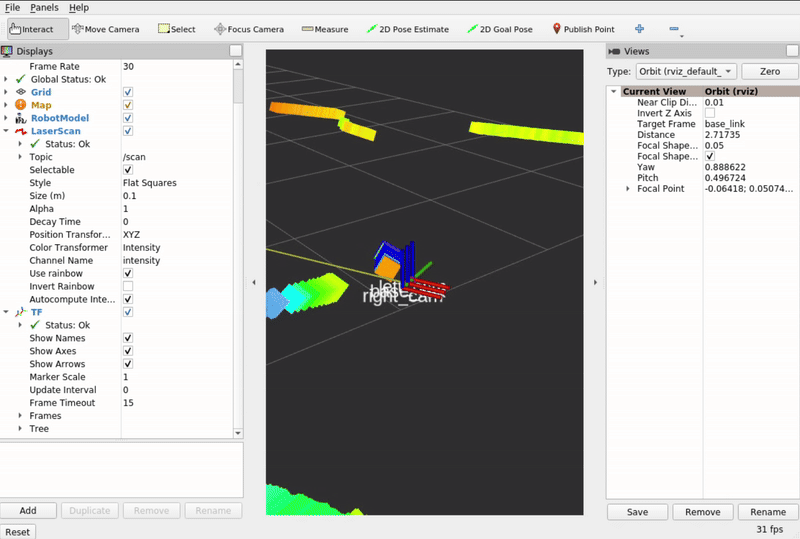 File Panels Help
Interact Move Camera Select Focus Camera Measure 2D Pose Estimate 2D Goal Pose Publish Point
Displays
Frame Rate 30
Global Status: Ok
Grid
Map
RobotModel
LaserScan
Status: Ok
Topic /scan
Selectable
Style Flat Squares
Size (m) 0.1
Alpha 1
Decay Time 0
Position Transfor... XYZ
Color Transformer Intensity
Channel Name intensity
Use rainbow
Invert Rainbow
Autocompute Inte...
TF
Status: Ok
Show Names
Show Axes
Show Arrows
Marker Scale 1
Update Interval 0
Frame Timeout 15
Frames
Tree
Add Duplicate Remove Rename
Reset
right_cam
Views
Type: Orbit (rviz_default_ Zero
Current View Orbit (rviz)
Near Clip Di... 0.01
Invert Z Axis
Target Frame base_link
Distance 2.71735
Focal Shape... 0.05
Focal Shape...
Yaw 0.888622
Pitch 0.496724
Focal Point -0.06418; 0.05074...
Save Remove Rename
31 fps